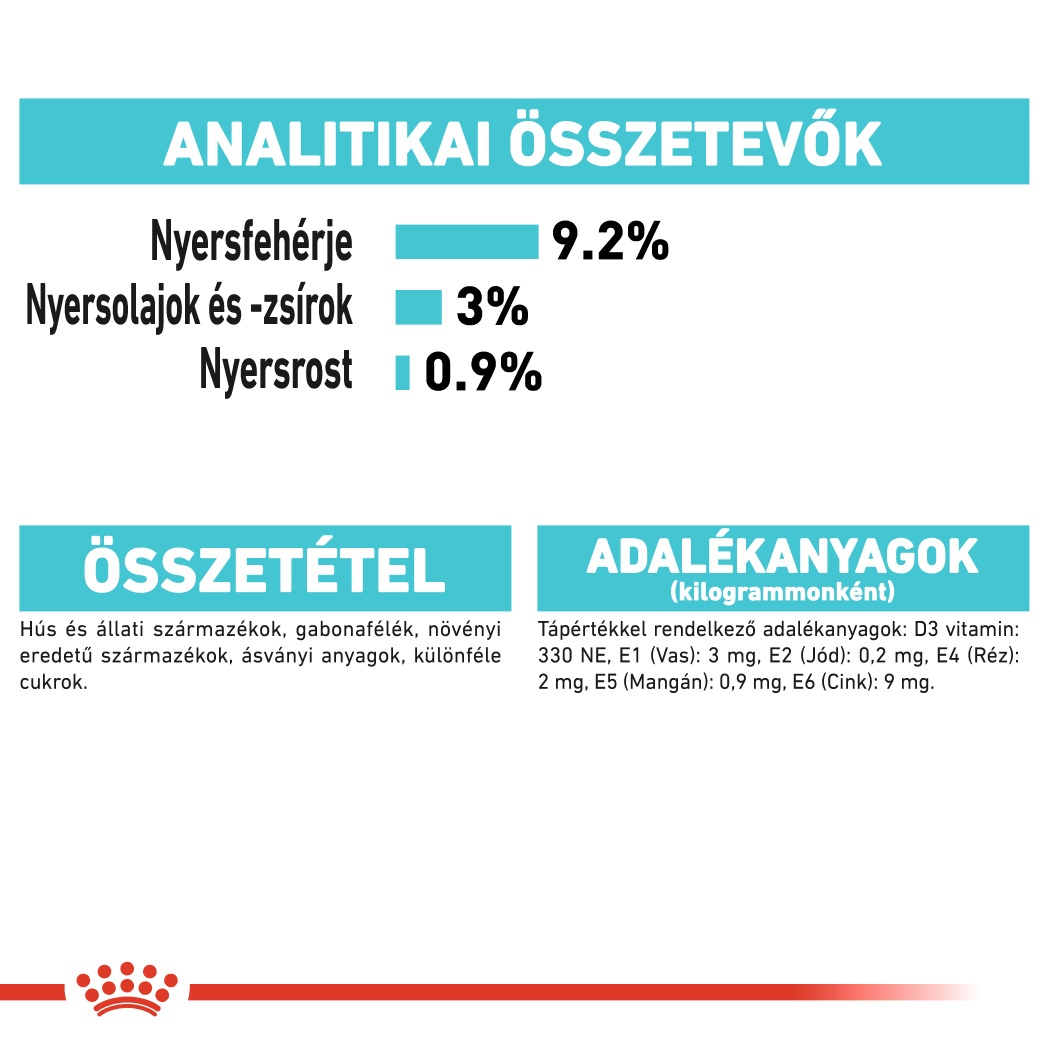 ANALITIKAI ÖSSZETEVŐK
Nyersfehérje 9.2%
Nyersolajok és -zsírok 3%
Nyersrost 0.9%
ÖSSZETÉTEL
Hús és állati származékok, gabonafélék, növényi
eredetű származékok, ásványi anyagok, különféle
cukrok.
ADALÉKANYAGOK
(kilogrammonként)
Tápértékkel rendelkező adalékanyagok: D3 vitamin:
330 NE, E1 (Vas): 3 mg, E2 (Jód): 0,2 mg, E4 (Réz):
2 mg, E5 (Mangán): 0,9 mg, E6 (Cink): 9 mg.